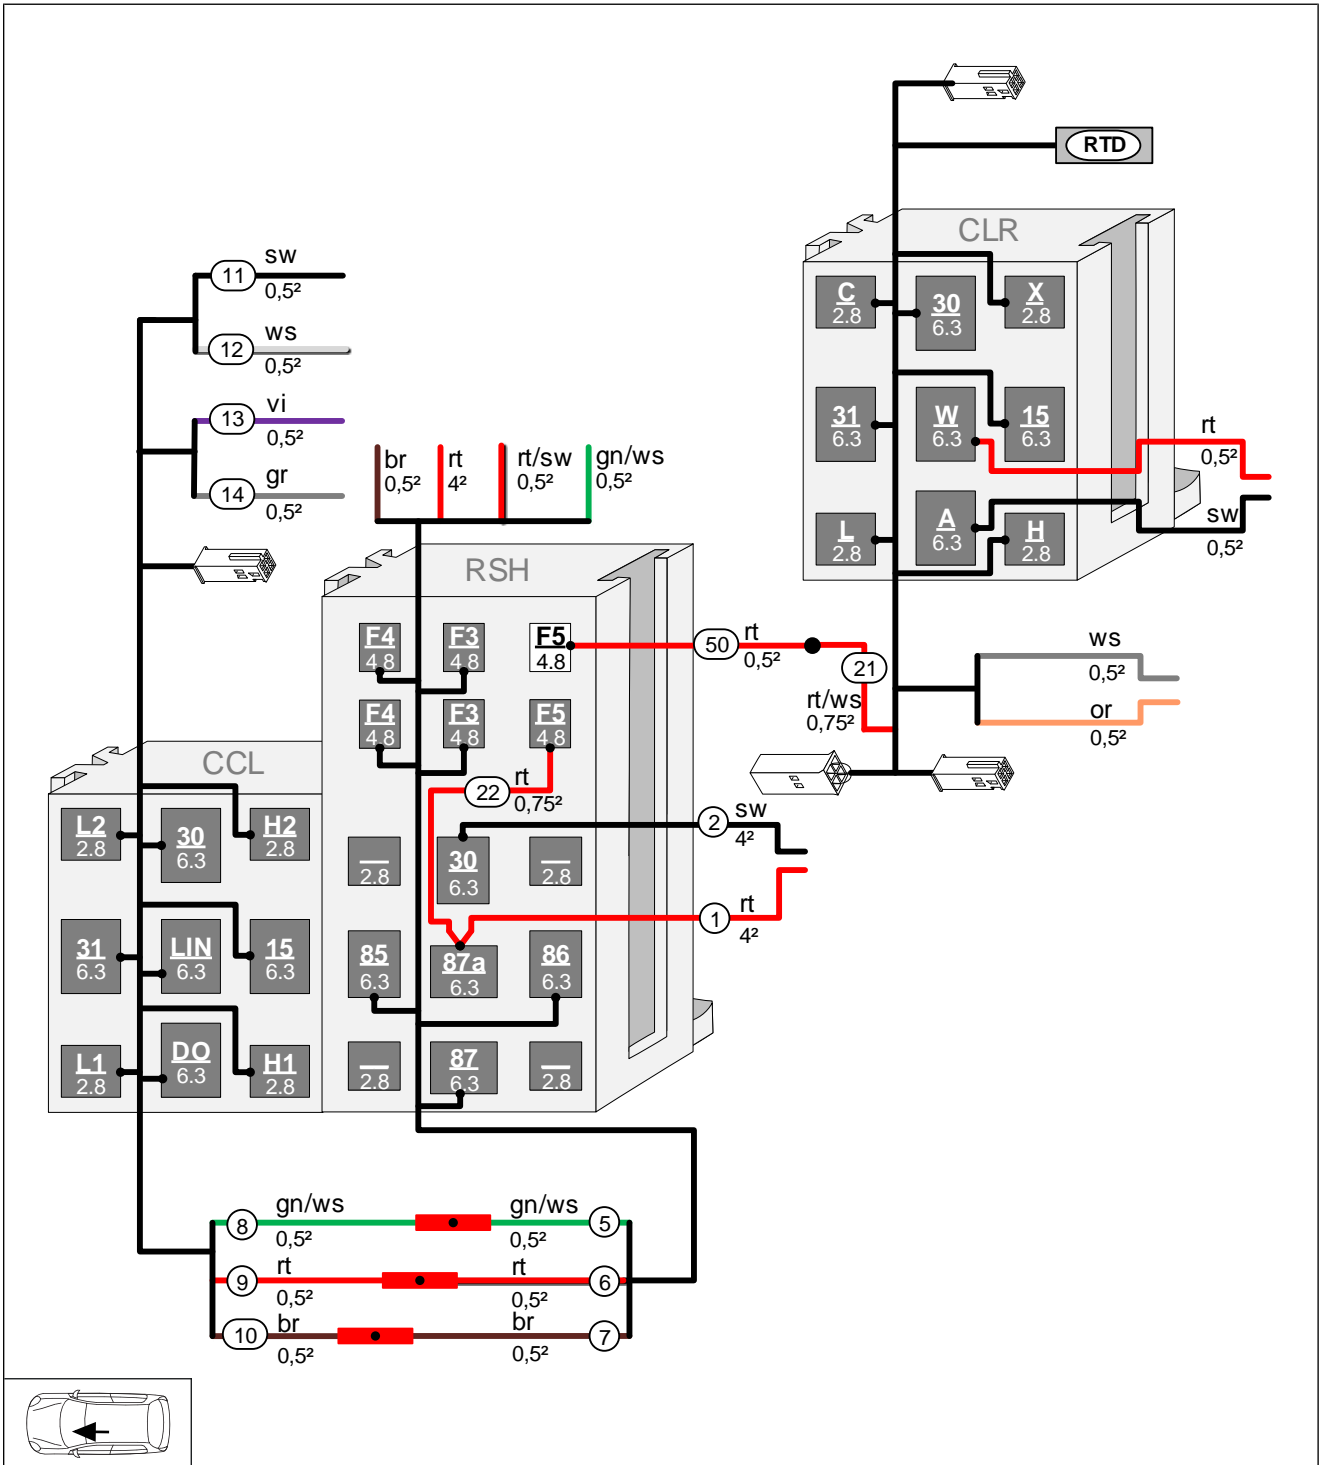 RTD
CLR
C
2.8
30
6.3
X
2.8
31
6.3
W
6.3
15
6.3
L
2.8
A
6.3
H
2.8
rt
0,5²
sw
0,5²
11
sw
0,5²
12
ws
0,5²
13
vi
0,5²
14
gr
0,5²
br
0,5²
rt
4²
rt/sw
0,5²
gn/ws
0,5²
RSH
F4
4.8
F3
4.8
F5
4.8
50
rt
0,5²
21
rt/ws
0,75²
ws
0,5²
or
0,5²
F4
4.8
F3
4.8
F5
4.8
22
rt
0,75²
2
sw
4²
2.8
30
6.3
2.8
1
rt
4²
85
6.3
87a
6.3
86
6.3
2.8
87
6.3
2.8
CCL
L2
2.8
30
6.3
H2
2.8
31
6.3
LIN
6.3
15
6.3
L1
2.8
DO
6.3
H1
2.8
8
gn/ws
0,5²
gn/ws
0,5²
5
9
rt
0,5²
rt
0,5²
6
10
br
0,5²
br
0,5²
7